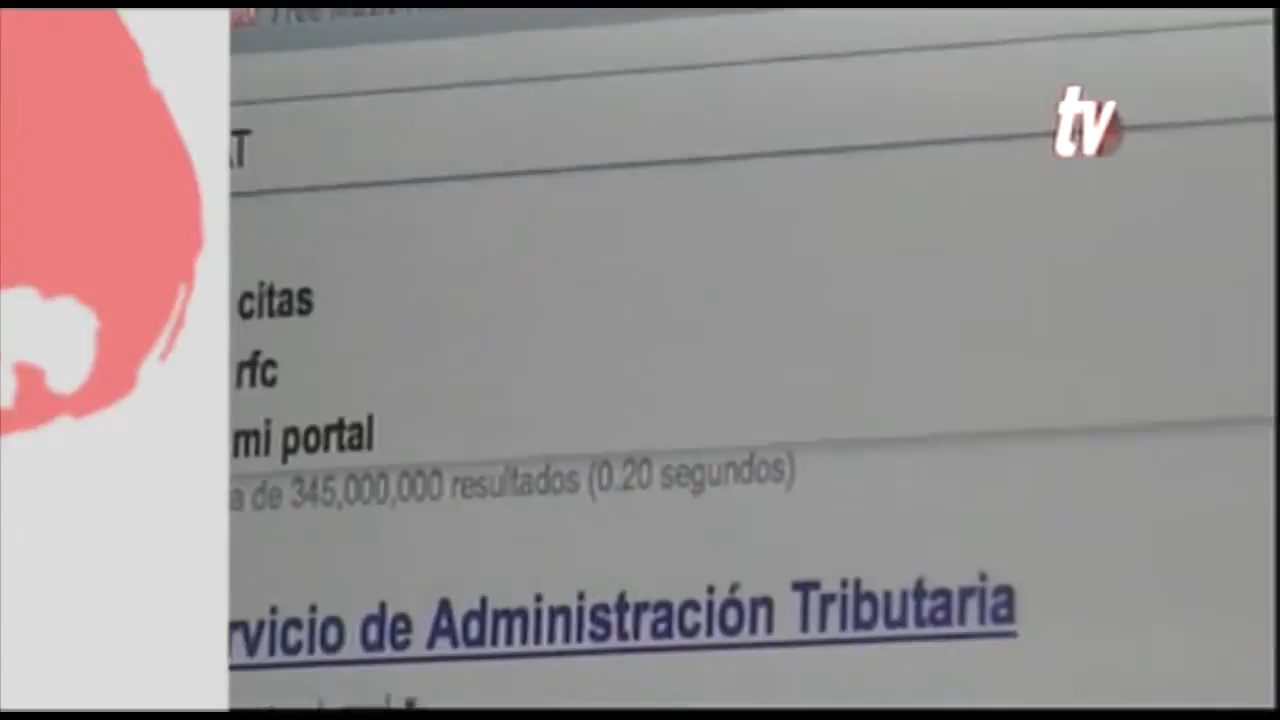 tv
citas
rfc
mi portal
a de 345,000,000 resultados (0.20 segundos)
rvicio de Administración Tributaria